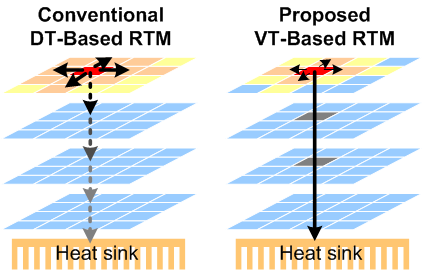 Conventional
DT-Based RTM
Proposed
VT-Based RTM
Heat sink
Heat sink